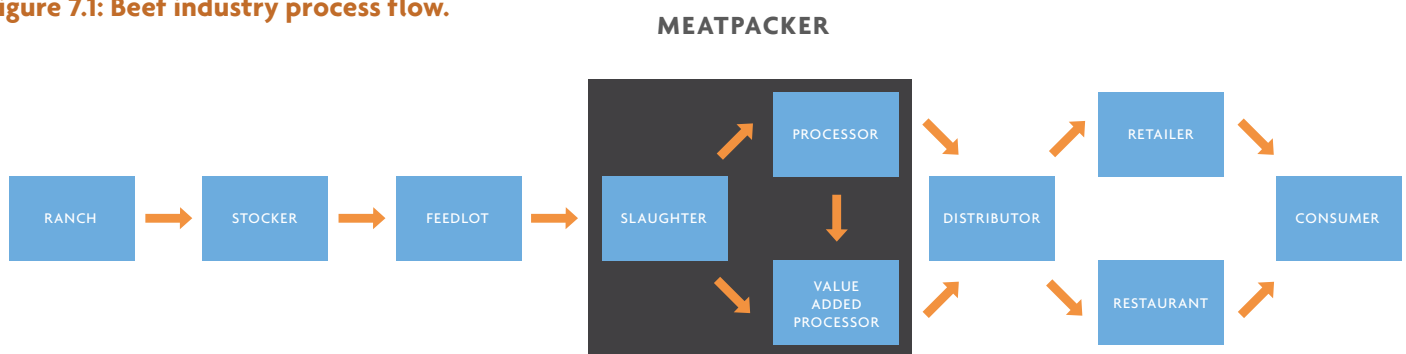 igure 7.1: Beef industry process flow.
MEATPACKER
RANCH
STOCKER
FEEDLOT
SLAUGHTER
PROCESSOR
VALUE
ADDED
PROCESSOR
DISTRIBUTOR
RETAILER
RESTAURANT
CONSUMER